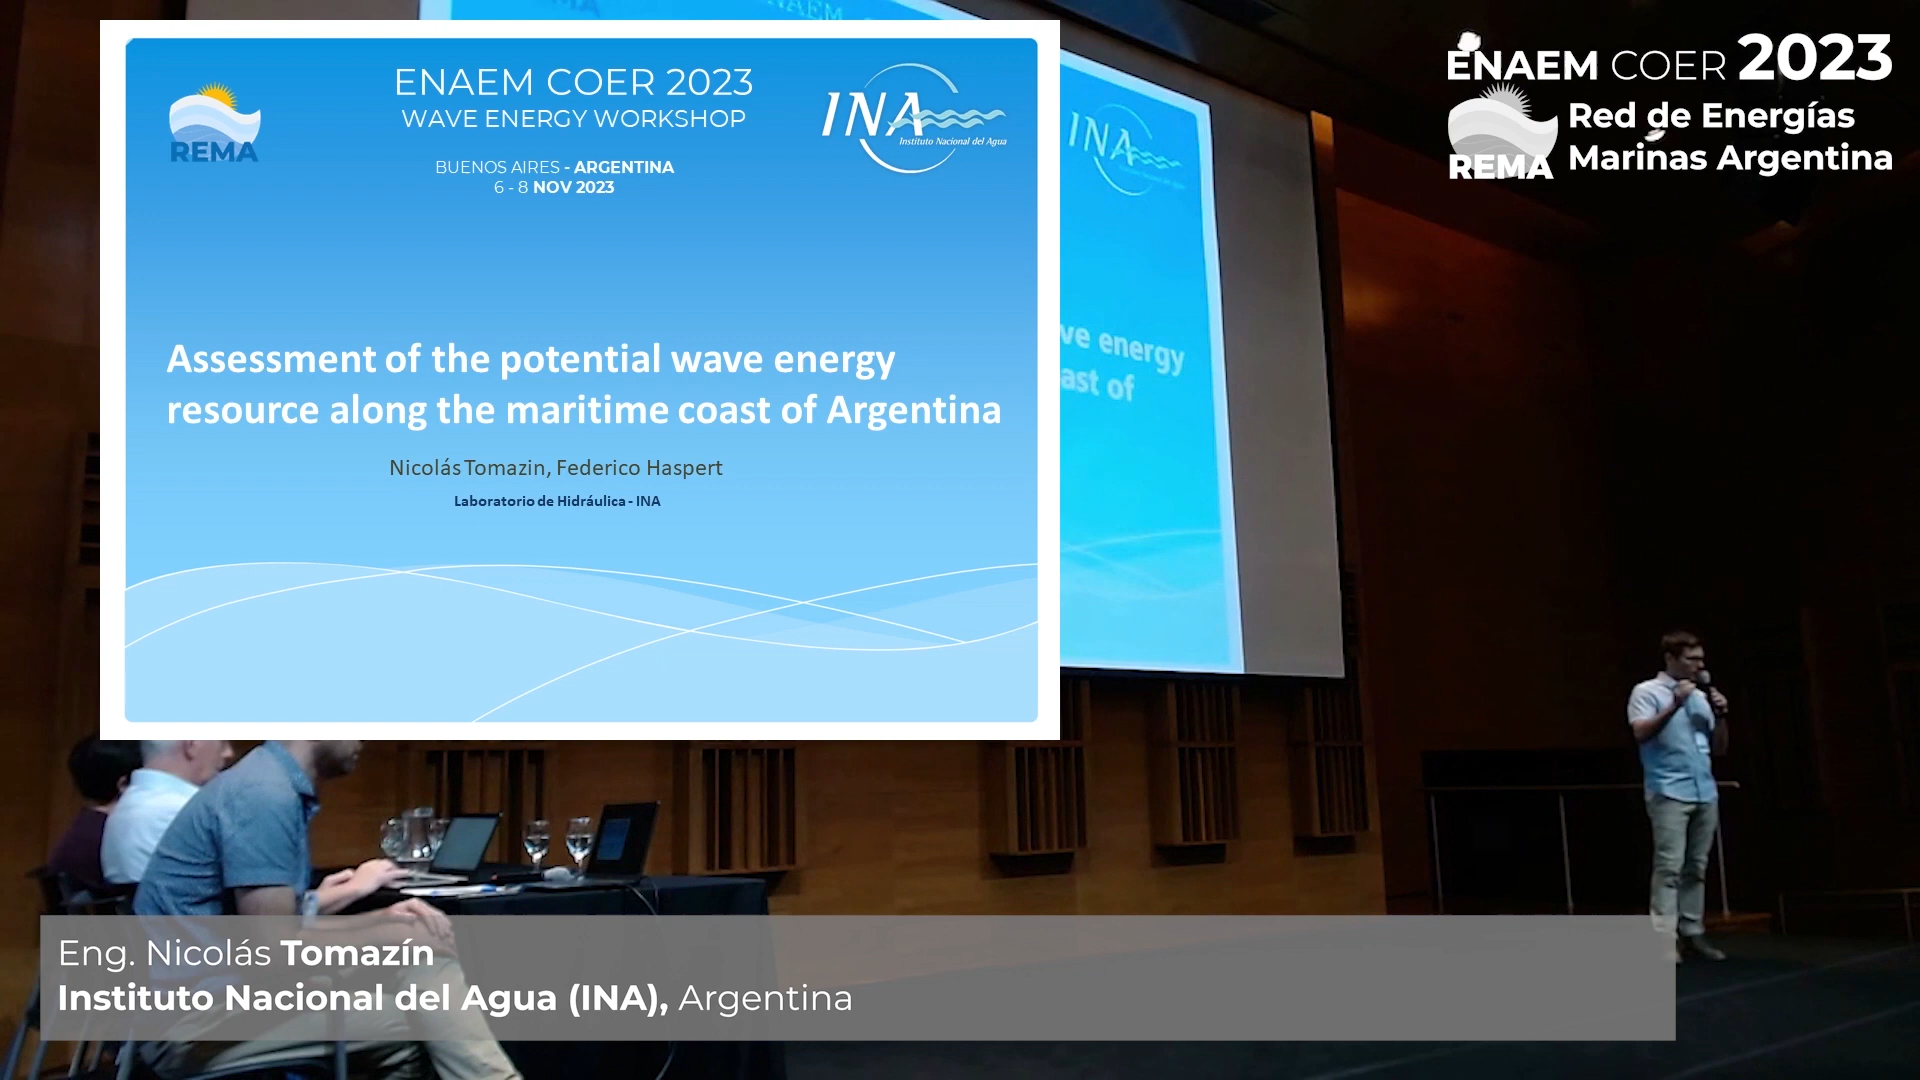 ENAEM COER 2023
WAVE ENERGY WORKSHOP
BUENOS AIRES - ARGENTINA
6 - 8 NOV 2023
REMA
INA
Instituto Nacional del Agua
Assessment of the potential wave energy
resource along the maritime coast of Argentina
Nicolás Tomazin, Federico Haspert
Laboratorio de Hidráulica - INA
INA
ve energy
ast of
ENAEM COER 2023
REMA
Red de Energías
Marinas Argentina
Eng. Nicolás Tomazín
Instituto Nacional del Agua (INA), Argentina